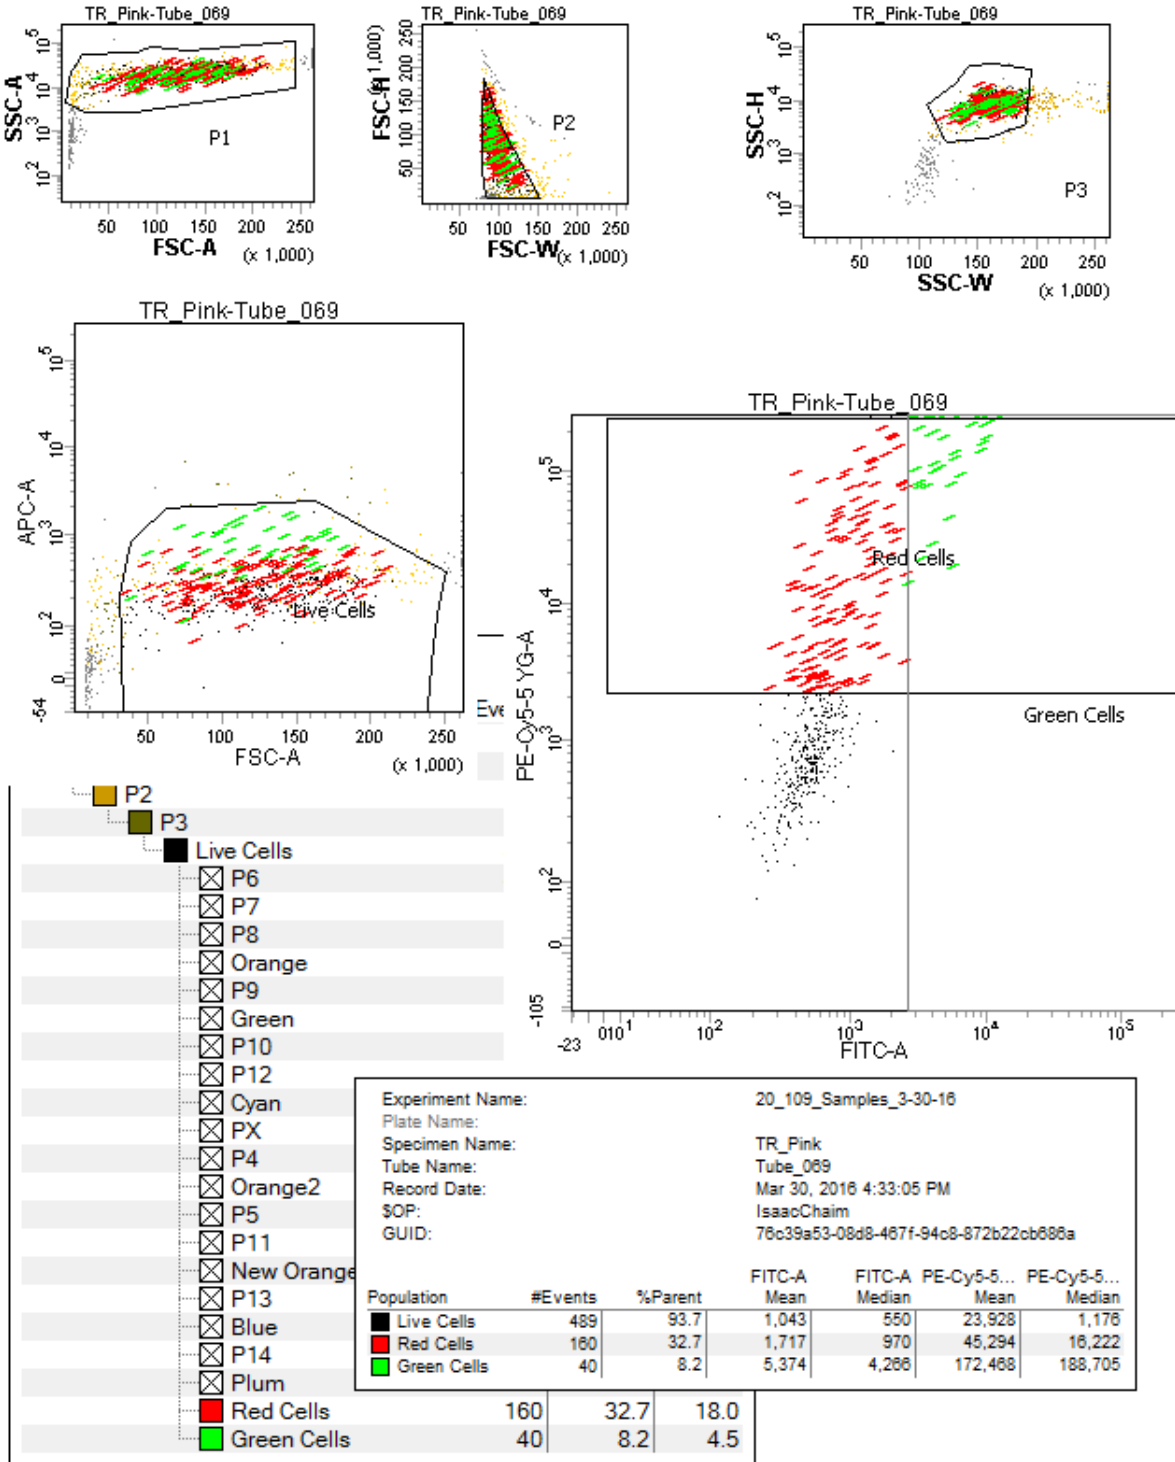 TR_Pink-Tube_069
SSC-A
10^5
10^4
10^3
10^2
P1
50 100 150 200 250
FSC-A (x 1,000)
TR_Pink-Tube_069
FSC-H
(x 1,000)
250
200
150
100
50
P2
50 100 150 200 250
FSC-W (x 1,000)
TR_Pink-Tube_069
SSC-H
10^5
10^4
10^3
10^2
P3
50 100 150 200 250
SSC-W
(x 1,000)
TR_Pink-Tube_069
APC-A
10^5
10^4
10^3
10^2
0
-54
Live Cells
50 100 150 200 250
FSC-A
(x 1,000)
Eve
TR_Pink-Tube_069
PE-Cy5-5 YG-A
10^5
10^4
10^3
10^2
0
-105
Red Cells
Green Cells
-23 010^1 10^2 10^3 10^4 10^5
FITC-A
P2
P3
Live Cells
P6
P7
P8
Orange
P9
Green
P10
P12
Cyan
PX
P4
Orange2
P5
P11
New Orange
P13
Blue
P14
Plum
Red Cells 160 32.7 18.0
Green Cells 40 8.2 4.5
Experiment Name: 20_109_Samples_3-30-16
Plate Name:
Specimen Name: TR_Pink
Tube Name: Tube_069
Record Date: Mar 30, 2016 4:33:05 PM
$OP: IsaacChaim
GUID: 76c39a53-08d8-467f-94c8-872b22cb686a
FITC-A FITC-A PE-Cy5-5... PE-Cy5-5...
Population #Events %Parent Mean Median Mean Median
Live Cells 489 93.7 1,043 550 23,928 1,176
Red Cells 160 32.7 1,717 970 45,294 16,222
Green Cells 40 8.2 5,374 4,266 172,468 188,705